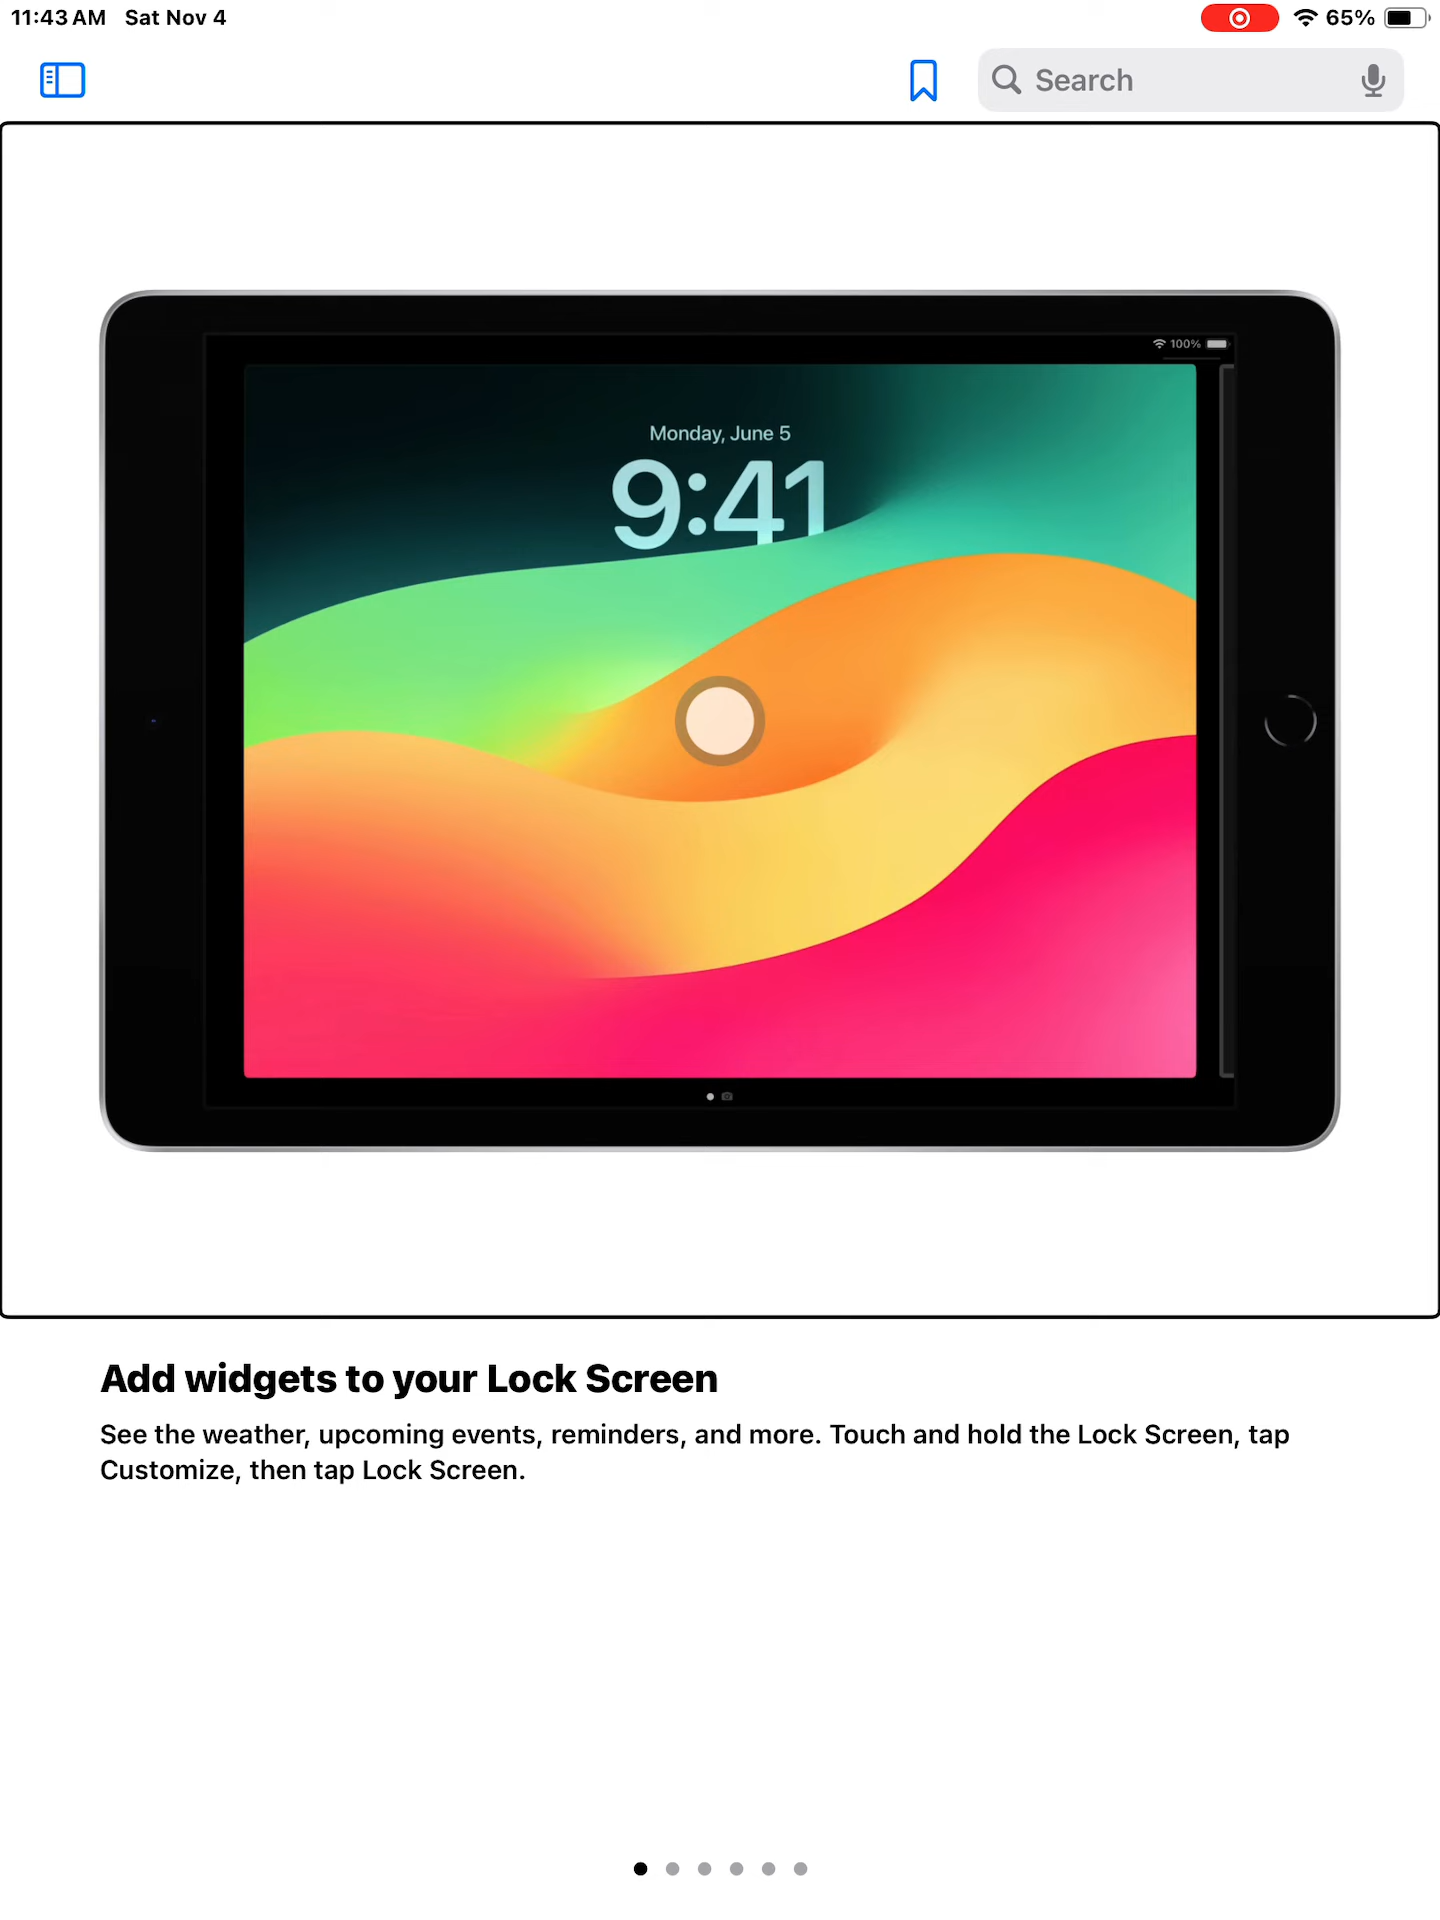 11:43 AM Sat Nov 4
65%
Search
100%
Monday, June 5
9:41
Add widgets to your Lock Screen
See the weather, upcoming events, reminders, and more. Touch and hold the Lock Screen, tap
Customize, then tap Lock Screen.